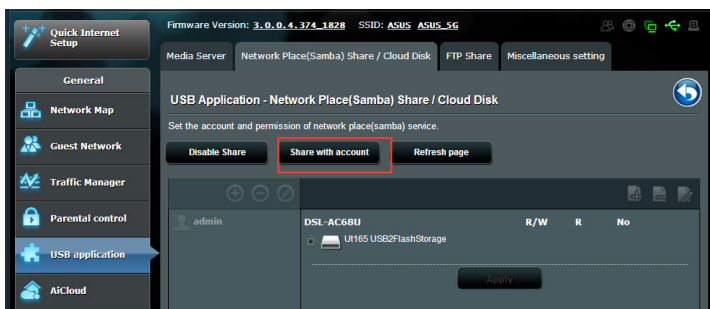 Quick Internet
Setup
Firmware Version: 3.0.0.4.374_1828 SSID: ASUS ASUS_5G
Media Server Network Place(Samba) Share / Cloud Disk FTP Share Miscellaneous setting
General
Network Map
Guest Network
Traffic Manager
Parental control
USB application
AiCloud
USB Application - Network Place(Samba) Share / Cloud Disk
Set the account and permission of network place(samba) service.
Disable Share Share with account Refresh page
admin
DSL-AC68U R/W R No
Ut165 USB2FlashStorage
Apply